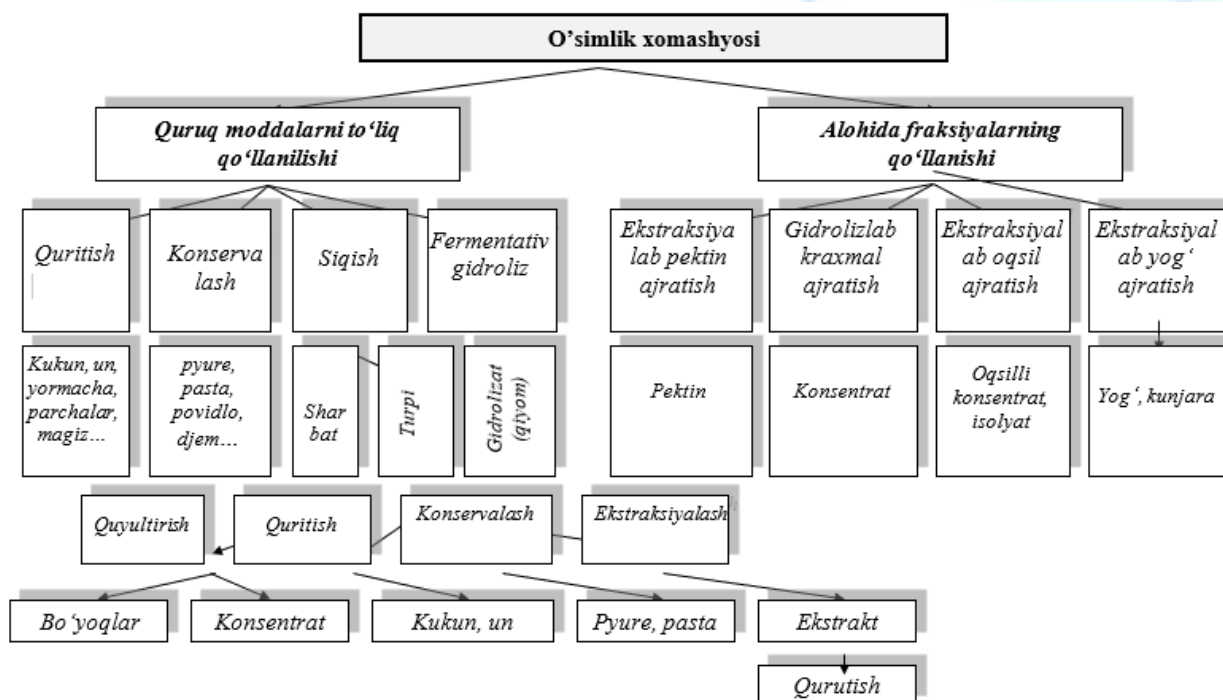 O’simlik xomashyosi
Quruq moddalarni to‘liq
qo‘llanilishi
Alohida fraksiyalarning
qo‘llanishi
Quritish
Konserva
lash
Siqish
Fermentativ
gidroliz
Ekstraksiya
lab pektin
ajratish
Gidrolizlab
kraxmal
ajratish
Ekstraksiyal
ab oqsil
ajratish
Ekstraksiyal
ab yog‘
ajratish
Kukun, un,
yormacha,
parchalar,
magiz...
pyure,
pasta,
povidlo,
djem...
Shar
bat
Turpi
Gidrolizat
(qiyom)
Pektin
Konsentrat
Oqsilli
konsentrat,
isolyat
Yog‘, kunjara
Quyultirish
Quritish
Konservalash
Ekstraksiyalash
Bo‘yoqlar
Konsentrat
Kukun, un
Pyure, pasta
Ekstrakt
Qurutish